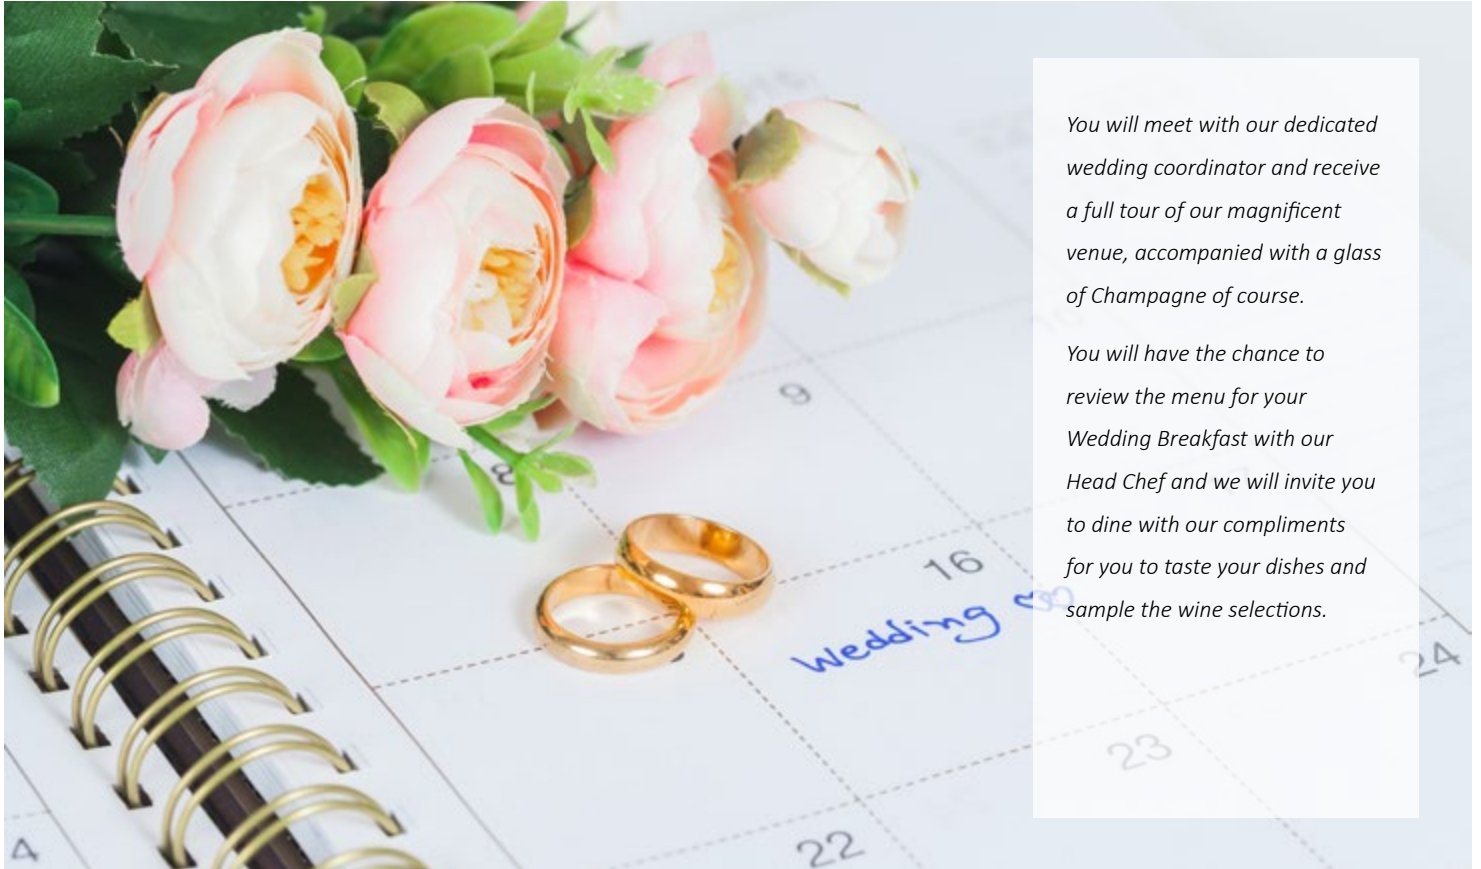 You will meet with our dedicated
wedding coordinator and receive
a full tour of our magnificent
venue, accompanied with a glass
of Champagne of course.
You will have the chance to
review the menu for your
Wedding Breakfast with our
Head Chef and we will invite you
to dine with our compliments
for you to taste your dishes and
sample the wine selections.
9
8
16
Wedding
24
23
22
4